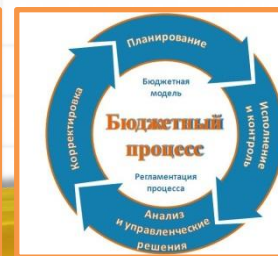 Планирование
Бюджетная
модель
Бюджетный
процесс
Регламентация
процесса
Исполнение
и контроль
Анализ
и управленческие
решения
Корректировка